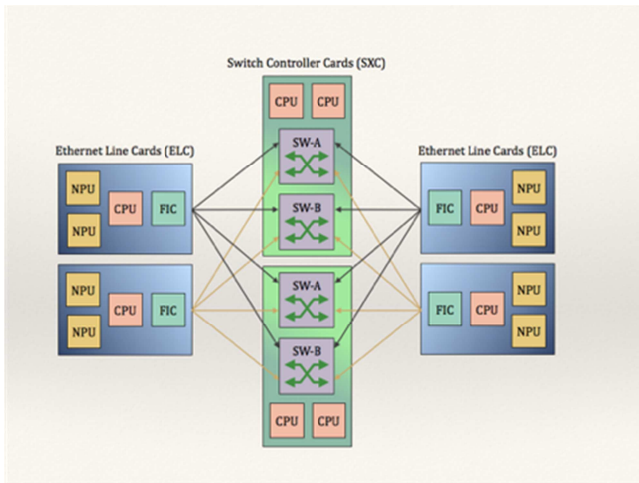 Switch Controller Cards (SXC)
CPU CPU
SW-A
SW-B
SW-A
SW-B
CPU CPU
Ethernet Line Cards (ELC)
NPU
CPU FIC
NPU
NPU
CPU FIC
NPU
Ethernet Line Cards (ELC)
NPU
FIC CPU
NPU
NPU
FIC CPU
NPU